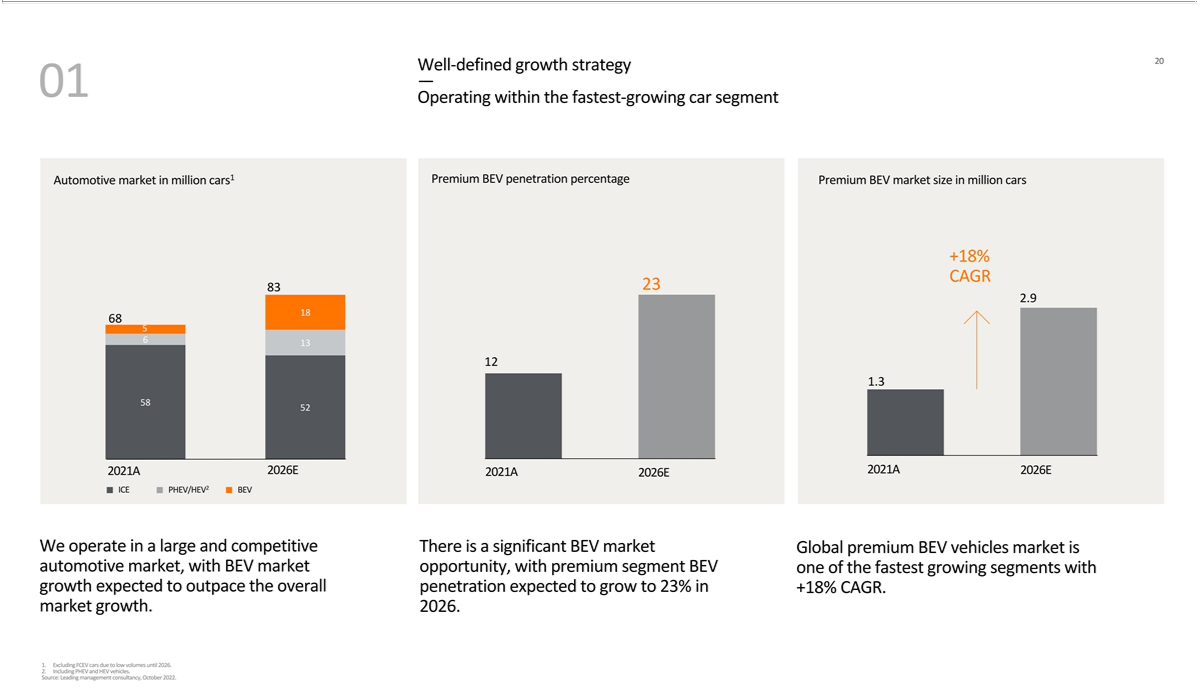 01
Well-defined growth strategy
—
Operating within the fastest-growing car segment
20
Automotive market in million cars¹
68
5
6
58
83
18
13
52
2021A
2026E
ICE
PHEV/HEV²
BEV
Premium BEV penetration percentage
12
23
2021A
2026E
Premium BEV market size in million cars
+18%
CAGR
1.3
2.9
2021A
2026E
We operate in a large and competitive
automotive market, with BEV market
growth expected to outpace the overall
market growth.
There is a significant BEV market
opportunity, with premium segment BEV
penetration expected to grow to 23% in
2026.
Global premium BEV vehicles market is
one of the fastest growing segments with
+18% CAGR.
1. Excluding FCEV cars due to low volumes until 2026.
2. Including PHEV and HEV vehicles.
Source: Leading management consultancy, October 2022.